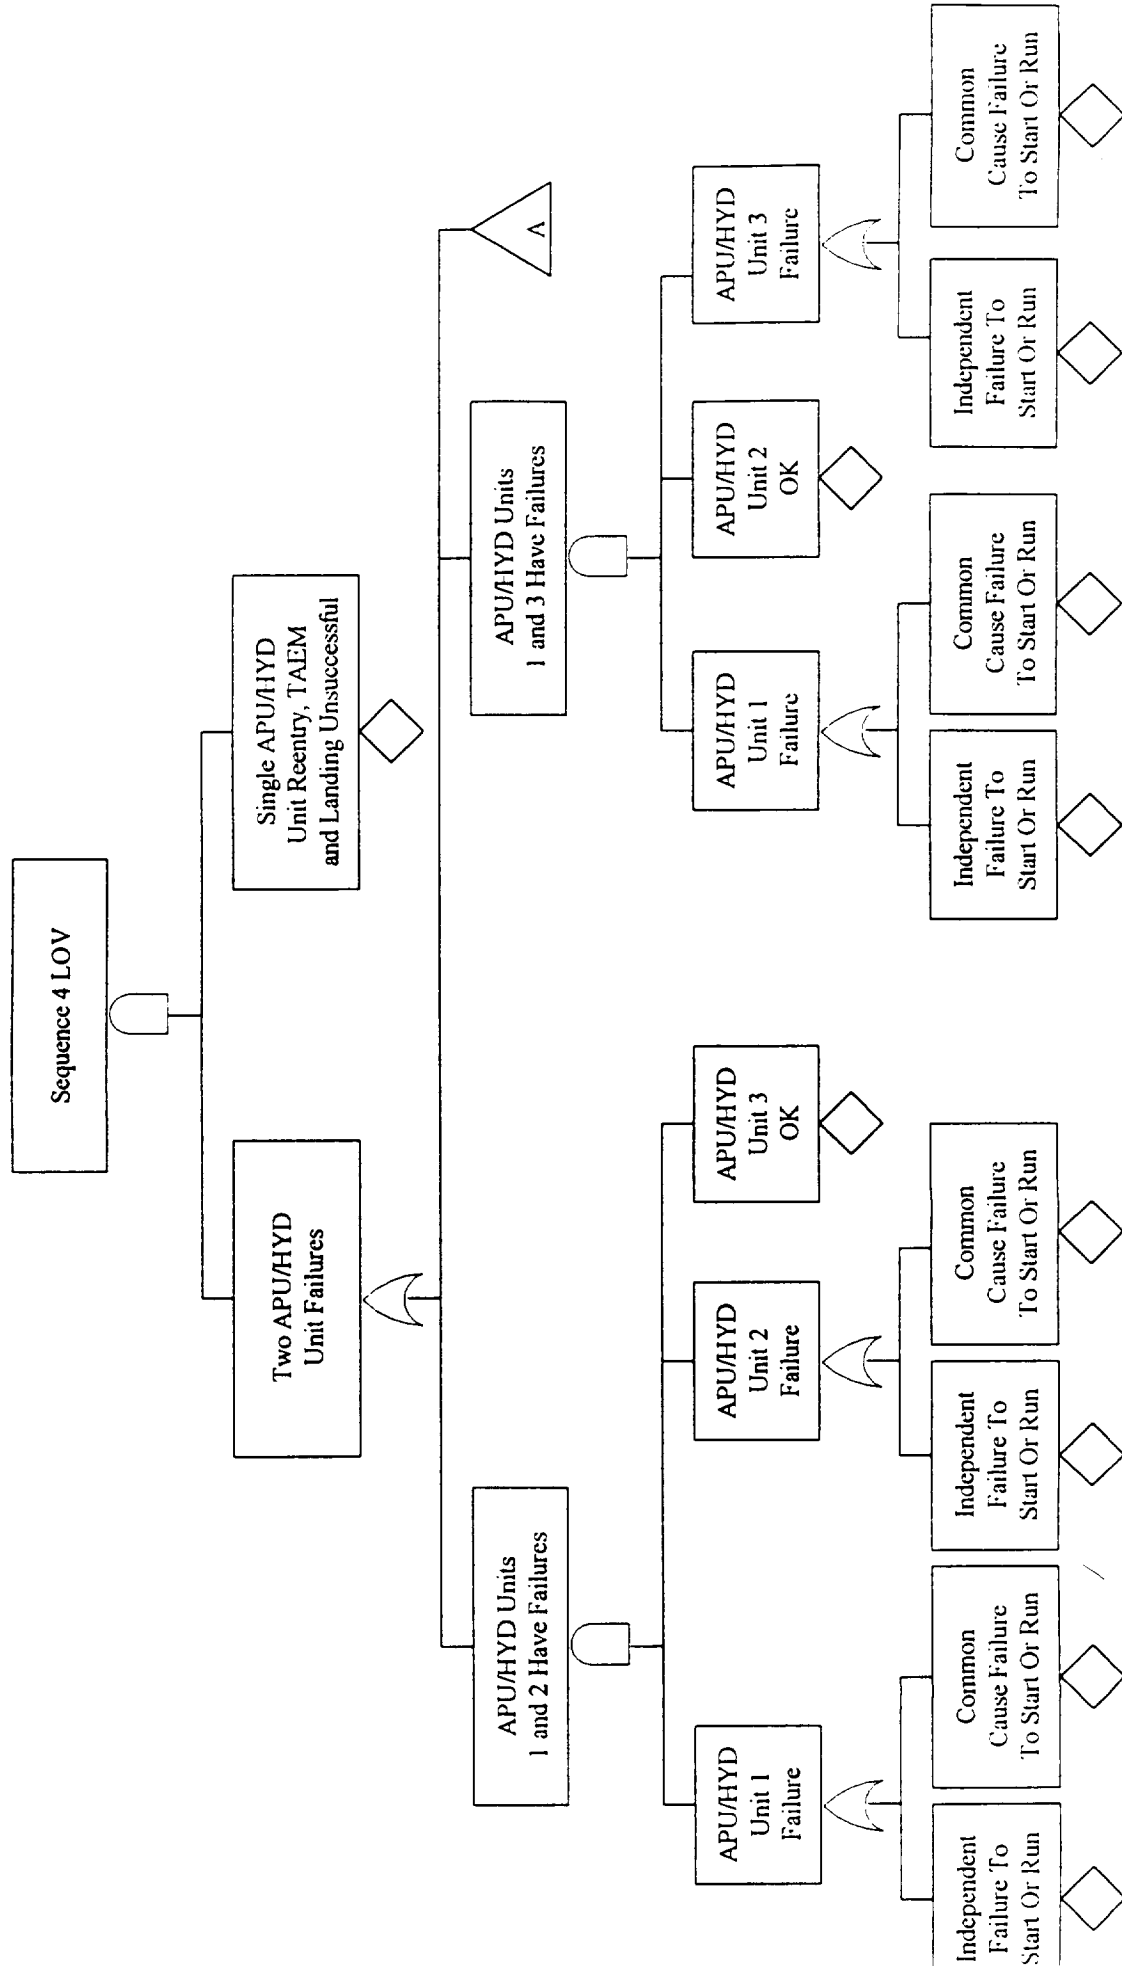 Sequence 4 LOV
Two APU/HYD
Unit Failures
Single APU/HYD
Unit Reentry, TAEM
and Landing Unsuccessful
APU/HYD Units
1 and 2 Have Failures
APU/HYD Units
1 and 3 Have Failures
A
APU/HYD
Unit 1
Failure
APU/HYD
Unit 2
Failure
APU/HYD
Unit 3
OK
APU/HYD
Unit 1
Failure
APU/HYD
Unit 2
OK
APU/HYD
Unit 3
Failure
Independent
Failure To
Start Or Run
Common
Cause Failure
To Start Or Run
Independent
Failure To
Start Or Run
Common
Cause Failure
To Start Or Run
Independent
Failure To
Start Or Run
Common
Cause Failure
To Start Or Run
Independent
Failure To
Start Or Run
Common
Cause Failure
To Start Or Run